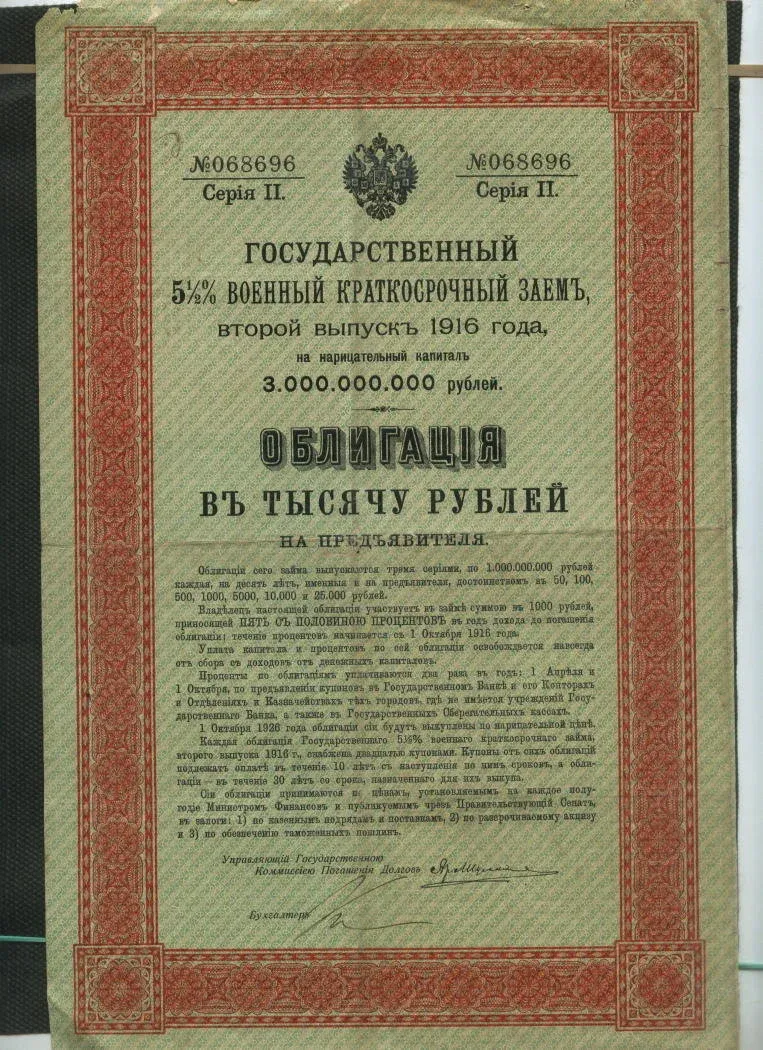 №068696
Серія II.
№068696
Серія II.
ГОСУДАРСТВЕННЫЙ
5½% ВОЕННЫЙ КРАТКОСРОЧНЫЙ ЗАЕМЪ,
второй выпускъ 1916 года,
на нарицательный капиталъ
3.000.000.000 рублей.
ОБЛИГАЦІЯ
ВЪ ТЫСЯЧУ РУБЛЕЙ
НА ПРЕДЪЯВИТЕЛЯ.
Облигаціи сего займа выпускаются тремя серіями, по 1.000.000.000 рублей
каждая, на десять лѣтъ, именныя и на предъявителя, достоинствомъ въ 50, 100,
500, 1000, 5000, 10.000 и 25.000 рублей.
Владѣлецъ настоящей облигаціи участвуетъ въ займѣ суммою въ 1000 рублей,
приносящей ПЯТЬ СЪ ПОЛОВИНОЮ ПРОЦЕНТОВЪ въ годъ дохода до погашенія
облигаціи; теченіе процентовъ начинается съ 1 Октября 1916 года.
Уплата капитала и процентовъ по сей облигаціи освобождается навсегда
отъ сбора съ доходовъ отъ денежныхъ капиталовъ.
Проценты по облигаціямъ уплачиваются два раза въ годъ: 1 Апрѣля и
1 Октября, по предъявленіи купоновъ въ Государственномъ Банкѣ и его Конторахъ
и Отдѣленіяхъ и Казначействахъ тѣхъ городовъ, гдѣ не имѣется учрежденій Госу-
дарственнаго Банка, а также въ Государственныхъ Сберегательныхъ кассахъ.
1 Октября 1926 года облигаціи сіи будутъ выкуплены по нарицательной цѣнѣ.
Каждая облигація Государственнаго 5½% военнаго краткосрочнаго займа,
второго выпуска 1916 г., снабжена двадцатью купонами. Купоны отъ сихъ облигацій
подлежатъ оплатѣ въ теченіе 10 лѣтъ съ наступленія по нимъ сроковъ, а обли-
гаціи — въ теченіе 30 лѣтъ со срока, назначеннаго для ихъ выкупа.
Сіи облигаціи принимаются по цѣнамъ, установляемымъ на каждое полу-
годіе Министромъ Финансовъ и публикуемымъ чрезъ Правительствующій Сенатъ,
въ залоги: 1) по казеннымъ подрядамъ и поставкамъ, 2) по разсрочиваемому акцизу
и 3) по обезпеченію таможенныхъ пошлинъ.
Управляющій Государственною
Коммиссіею Погашенія Долговъ
Бухгалтеръ